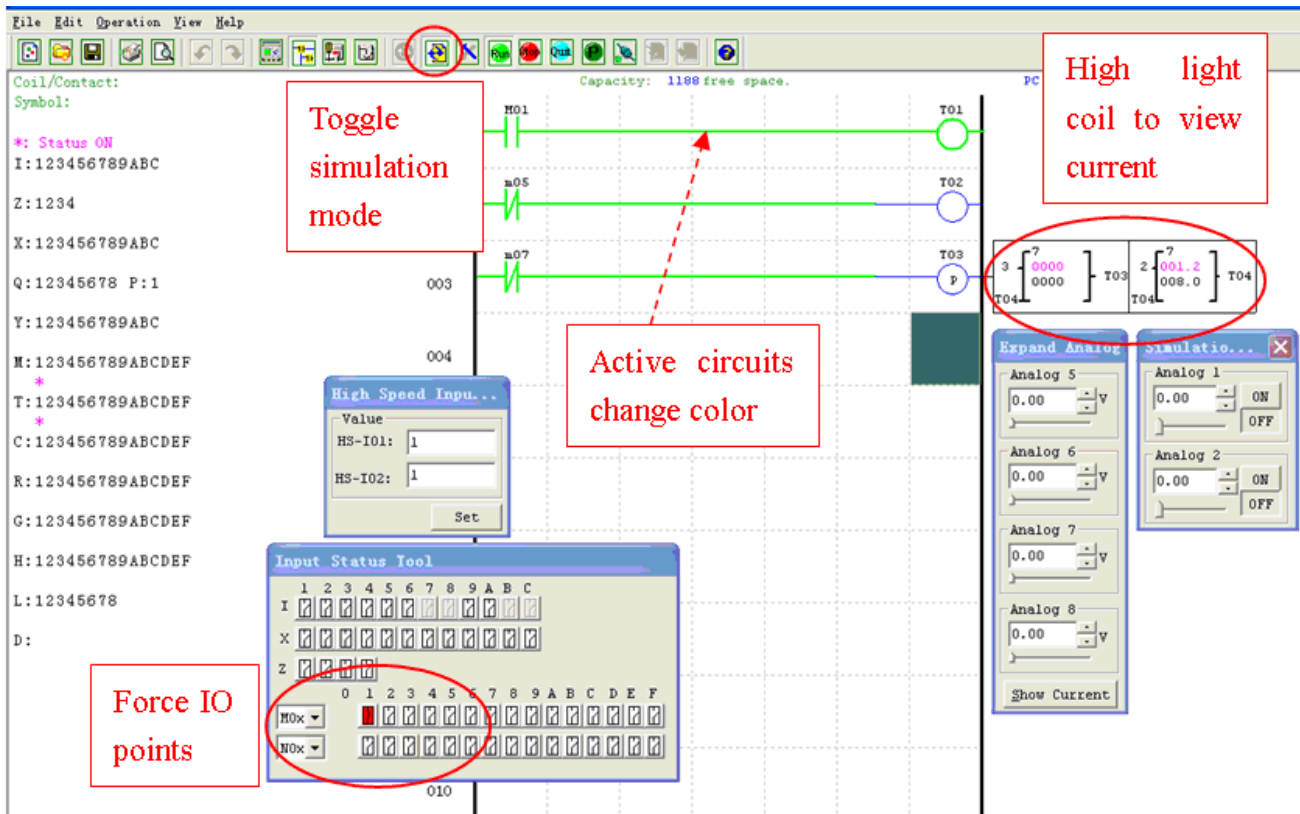 File Edit Operation View Help
Run Stop Quit P
Coil/Contact:
Symbol:
*: Status ON
I:123456789ABC
Z:1234
X:123456789ABC
Q:12345678 P:1
Y:123456789ABC
M:123456789ABCDEF
*
T:123456789ABCDEF
*
C:123456789ABCDEF
R:123456789ABCDEF
G:123456789ABCDEF
H:123456789ABCDEF
L:12345678
D:
Capacity: 1188 free space.
PC
Toggle
simulation
mode
High light
coil to view
current
M01 T01
m05 T02
003 m07 T03
P
3 7 0000 T03
0000
T04
2 7 001.2 T04
008.0
T04
004
Active circuits
change color
High Speed Inpu...
Value
HS-I01: 1
HS-I02: 1
Set
Expand Analog
Analog 5
0.00 V
Analog 6
0.00 V
Analog 7
0.00 V
Analog 8
0.00 V
Show Current
Simulatio...
Analog 1
0.00 ON
OFF
Analog 2
0.00 ON
OFF
Input Status Tool
1 2 3 4 5 6 7 8 9 A B C
I
X
Z
0 1 2 3 4 5 6 7 8 9 A B C D E F
M0x
N0x
Force IO
points
010